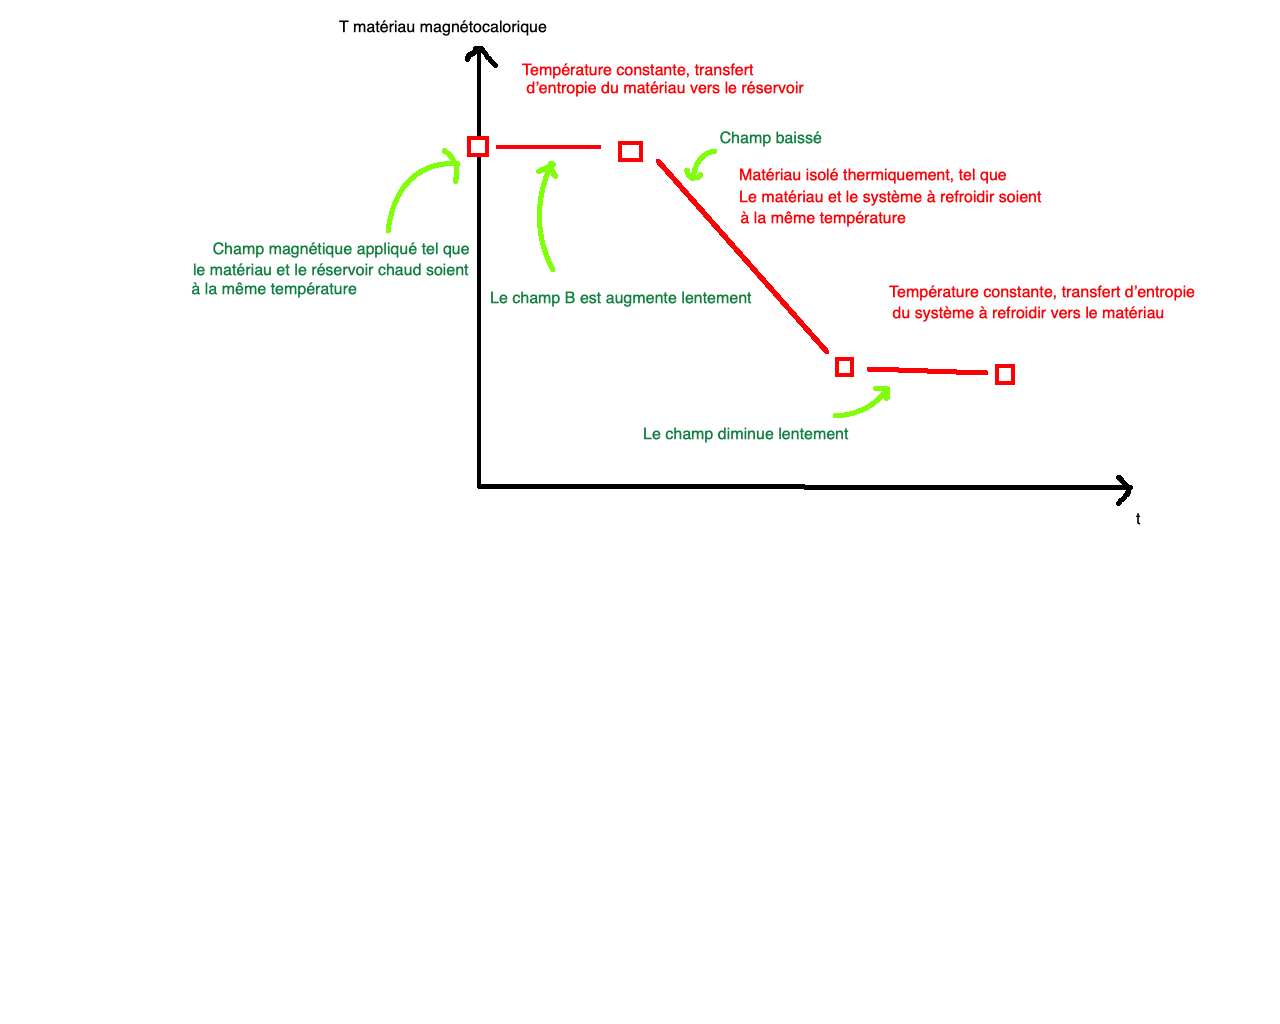 T matériau magnétocalorique
Température constante, transfert
d'entropie du matériau vers le réservoir
Champ baissé
Matériau isolé thermiquement, tel que
Le matériau et le système à refroidir soient
à la même température
Champ magnétique appliqué tel que
le matériau et le réservoir chaud soient
à la même température
Le champ B est augmente lentement
Température constante, transfert d'entropie
du système à refroidir vers le matériau
Le champ diminue lentement
t